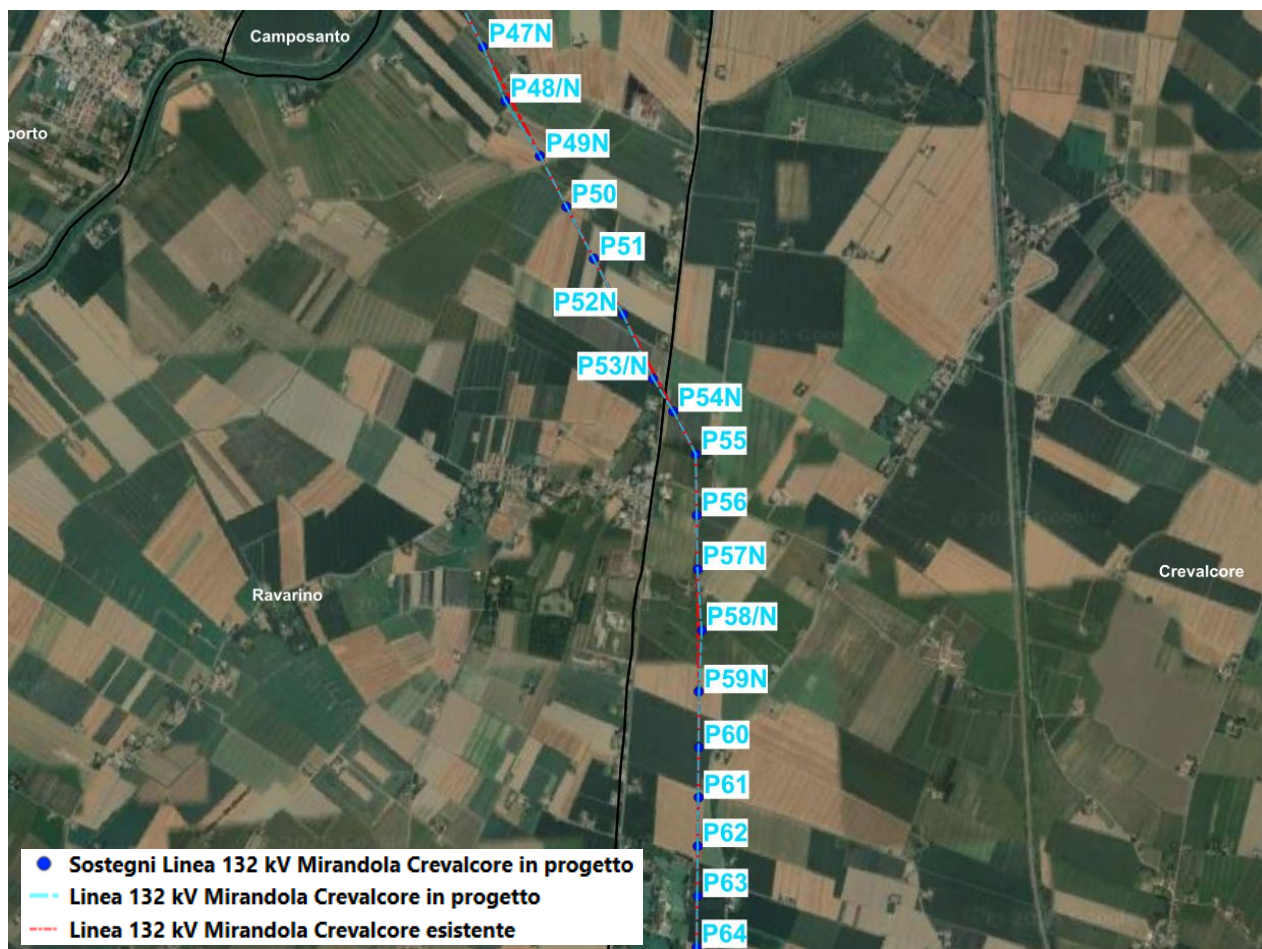 Camposanto
P47N
P48/N
porto
P49N
P50
P51
P52N
P53/N
P54N
P55
P56
P57N
Crevalcore
Ravarino
P58/N
P59N
P60
P61
P62
P63
P64
Sostegni Linea 132 kV Mirandola Crevalcore in progetto
Linea 132 kV Mirandola Crevalcore in progetto
Linea 132 kV Mirandola Crevalcore esistente